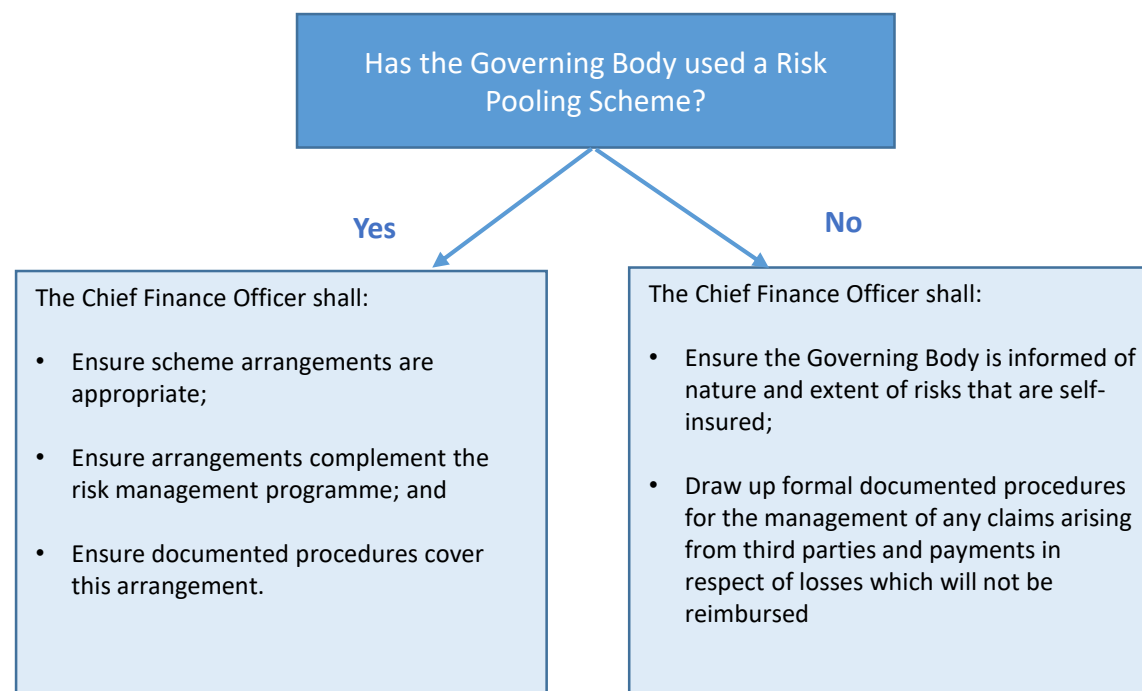 Has the Governing Body used a Risk
Pooling Scheme?
Yes
No
The Chief Finance Officer shall:
• Ensure scheme arrangements are
appropriate;
• Ensure arrangements complement the
risk management programme; and
• Ensure documented procedures cover
this arrangement.
The Chief Finance Officer shall:
• Ensure the Governing Body is informed of
nature and extent of risks that are self-
insured;
• Draw up formal documented procedures
for the management of any claims arising
from third parties and payments in
respect of losses which will not be
reimbursed